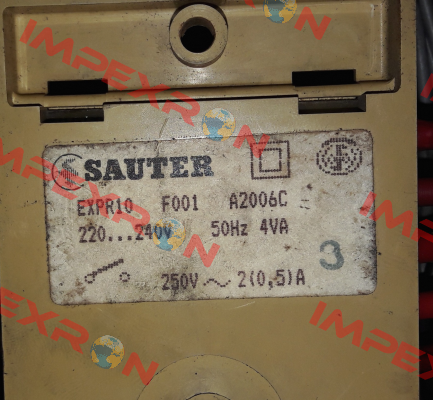 IMPEXRON
IMPEXRON
SAUTER
EXPR10 F001 A2006C
220...240V 50Hz 4VA
3
250V ~ 2(0,5)A
IMPEXRON
IMPEXRON